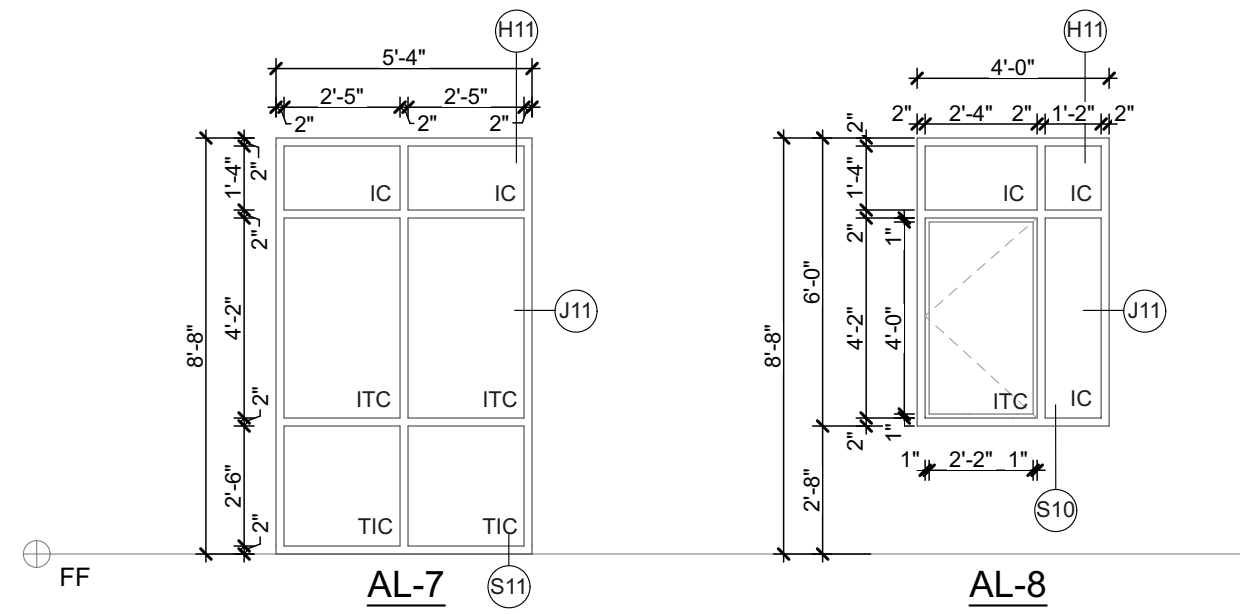 H11
5'-4"
2'-5" 2'-5"
2" 2" 2"
2"
1'-4"
2"
4'-2"
8'-8"
2"
2'-6"
2"
IC IC
J11
ITC ITC
TIC TIC
FF
AL-7
S11
H11
4'-0"
2" 2'-4" 2" 1'-2" 2"
2"
1'-4"
2"
1"
6'-0"
4'-2"
4'-0"
8'-8"
2"
1"
2'-8"
IC IC
J11
ITC IC
1" 2'-2" 1"
S10
AL-8